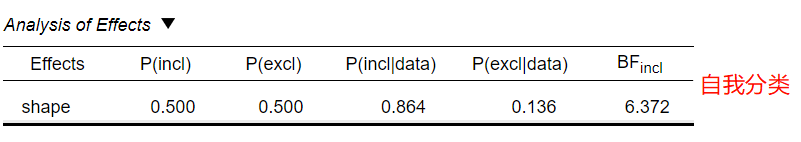 Analysis of Effects ▼
Effects P(incl) P(excl) P(incl|data) P(excl|data) BFincl
shape 0.500 0.500 0.864 0.136 6.372
自我分类